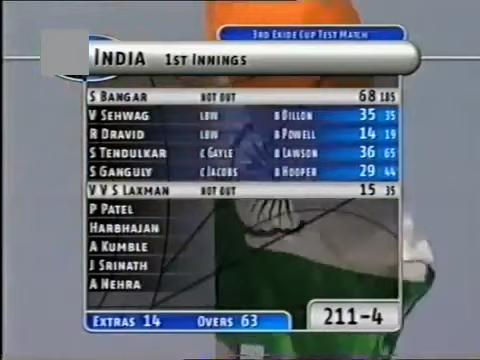 3rd Exide Cup Test Match
India 1st Innings
S Bangar not out 68 185
V Sehwag lbw b Dillon 35 35
R Dravid lbw b Powell 14 19
S Tendulkar c Gayle b Lawson 36 65
S Ganguly c Jacobs b Hooper 29 44
V V S Laxman not out 15 35
P Patel
Harbhajan
A Kumble
J Srinath
A Nehra
Extras 14 Overs 63 211-4